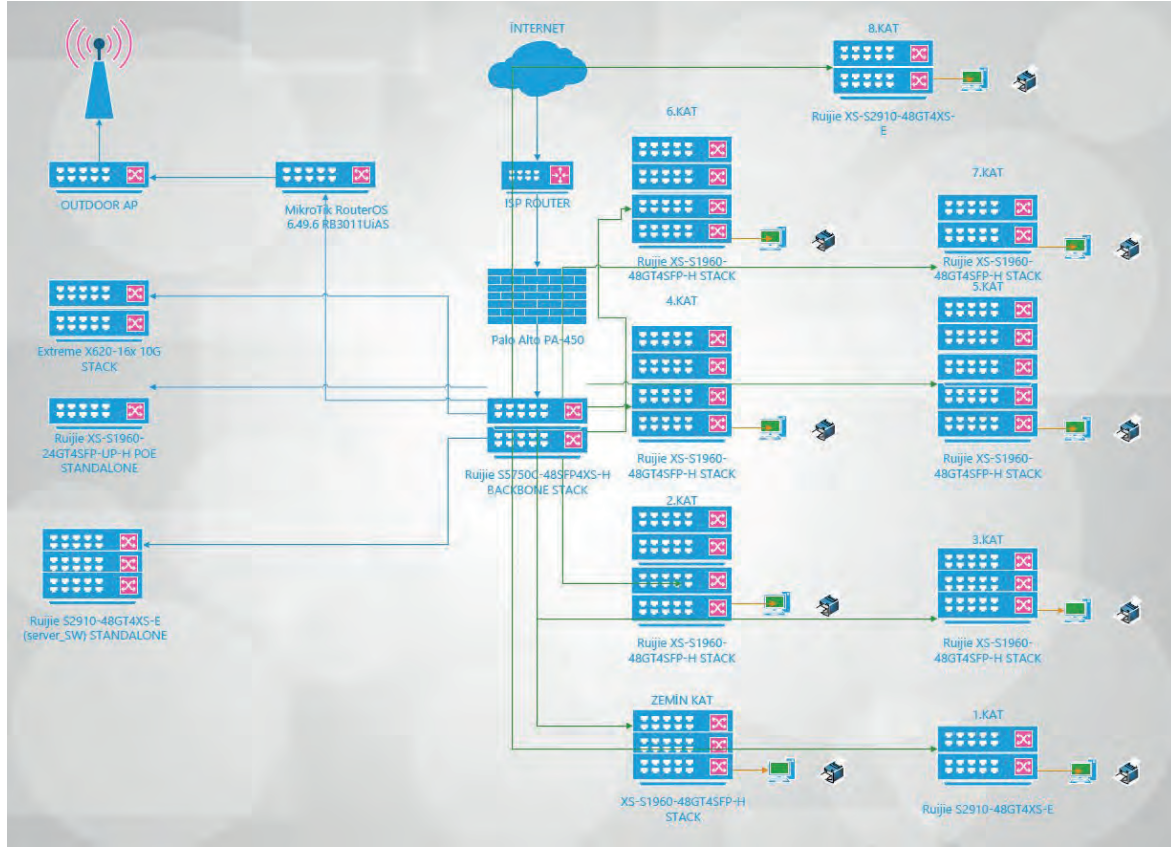 İNTERNET
8.KAT
Ruijie XS-S2910-48GT4XS-
E
6.KAT
7.KAT
OUTDOOR AP
MikroTik RouterOS
6.49.6 RB3011UiAS
ISP ROUTER
Ruijie XS-S1960-
48GT4SFP-H STACK
Ruijie XS-S1960-
48GT4SFP-H STACK
5.KAT
4.KAT
Palo Alto PA-450
Extreme X620-16x 10G
STACK
Ruijie XS-S1960-
24GT4SFP-UP-H POE
STANDALONE
Ruijie S5750C-48SFP4XS-H
BACKBONE STACK
Ruijie XS-S1960-
48GT4SFP-H STACK
Ruijie XS-S1960-
48GT4SFP-H STACK
2.KAT
3.KAT
Ruijie S2910-48GT4XS-E
(server_SW) STANDALONE
Ruijie XS-S1960-
48GT4SFP-H STACK
Ruijie XS-S1960-
48GT4SFP-H STACK
ZEMİN KAT
1.KAT
XS-S1960-48GT4SFP-H
STACK
Ruijie S2910-48GT4XS-E